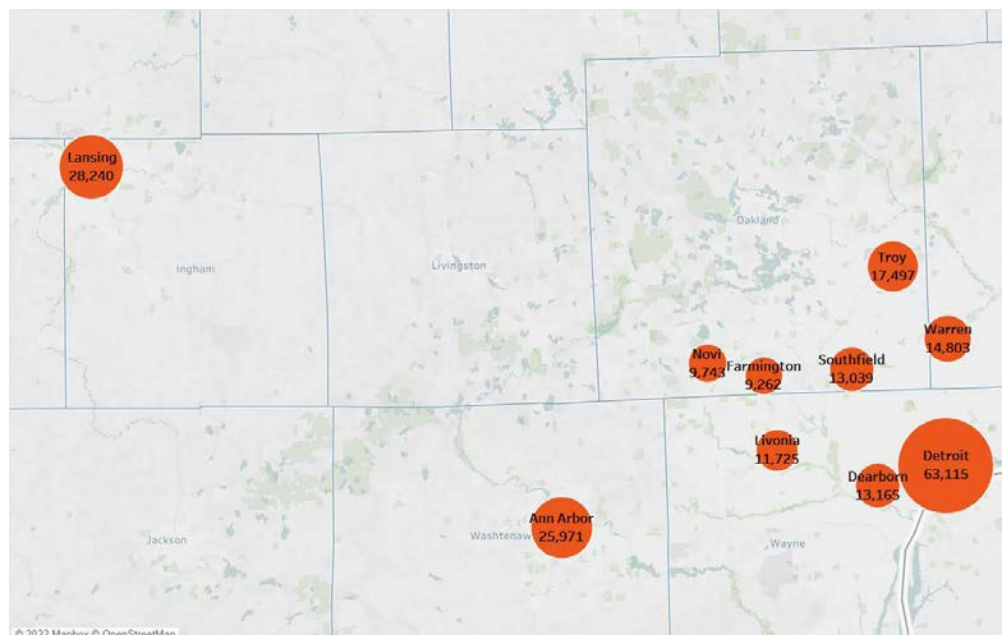 Lansing
28,240
Oakland
Ingham
Livingston
Troy
17,497
Warren
14,803
Novi
9,743
Farmington
9,262
Southfield
13,039
Livonia
11,725
Detroit
63,115
Dearborn
13,165
Ann Arbor
25,971
Jackson
Washtenaw
Wayne
© 2022 Mapbox © OpenStreetMap